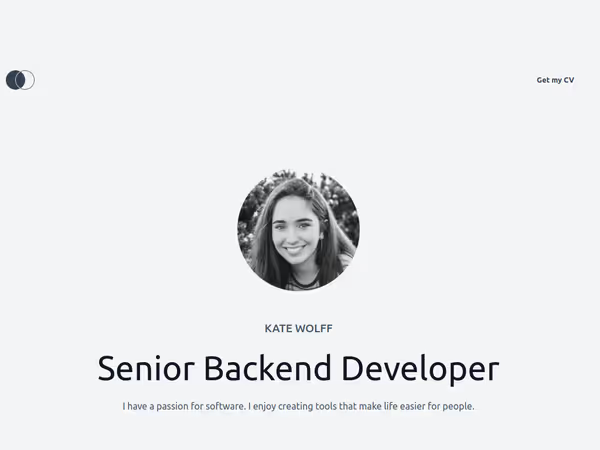 Get my CV
KATE WOLFF
Senior Backend Developer
I have a passion for software. I enjoy creating tools that make life easier for people.